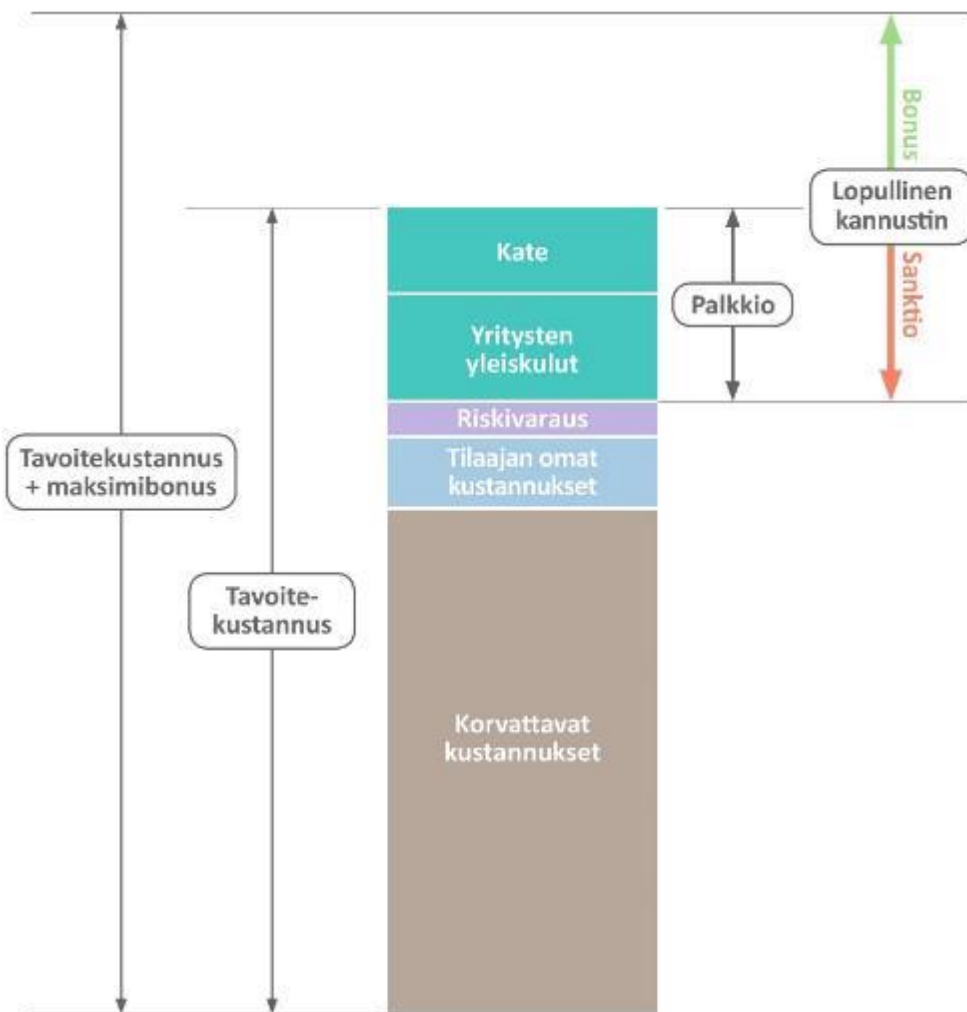 Bonus
Lopullinen
kannustin
Sanktio
Kate
Palkkio
Yritysten
yleiskulut
Riskivaraus
Tilaajan omat
kustannukset
Tavoitekustannus
+ maksimibonus
Tavoite-
kustannus
Korvattavat
kustannukset